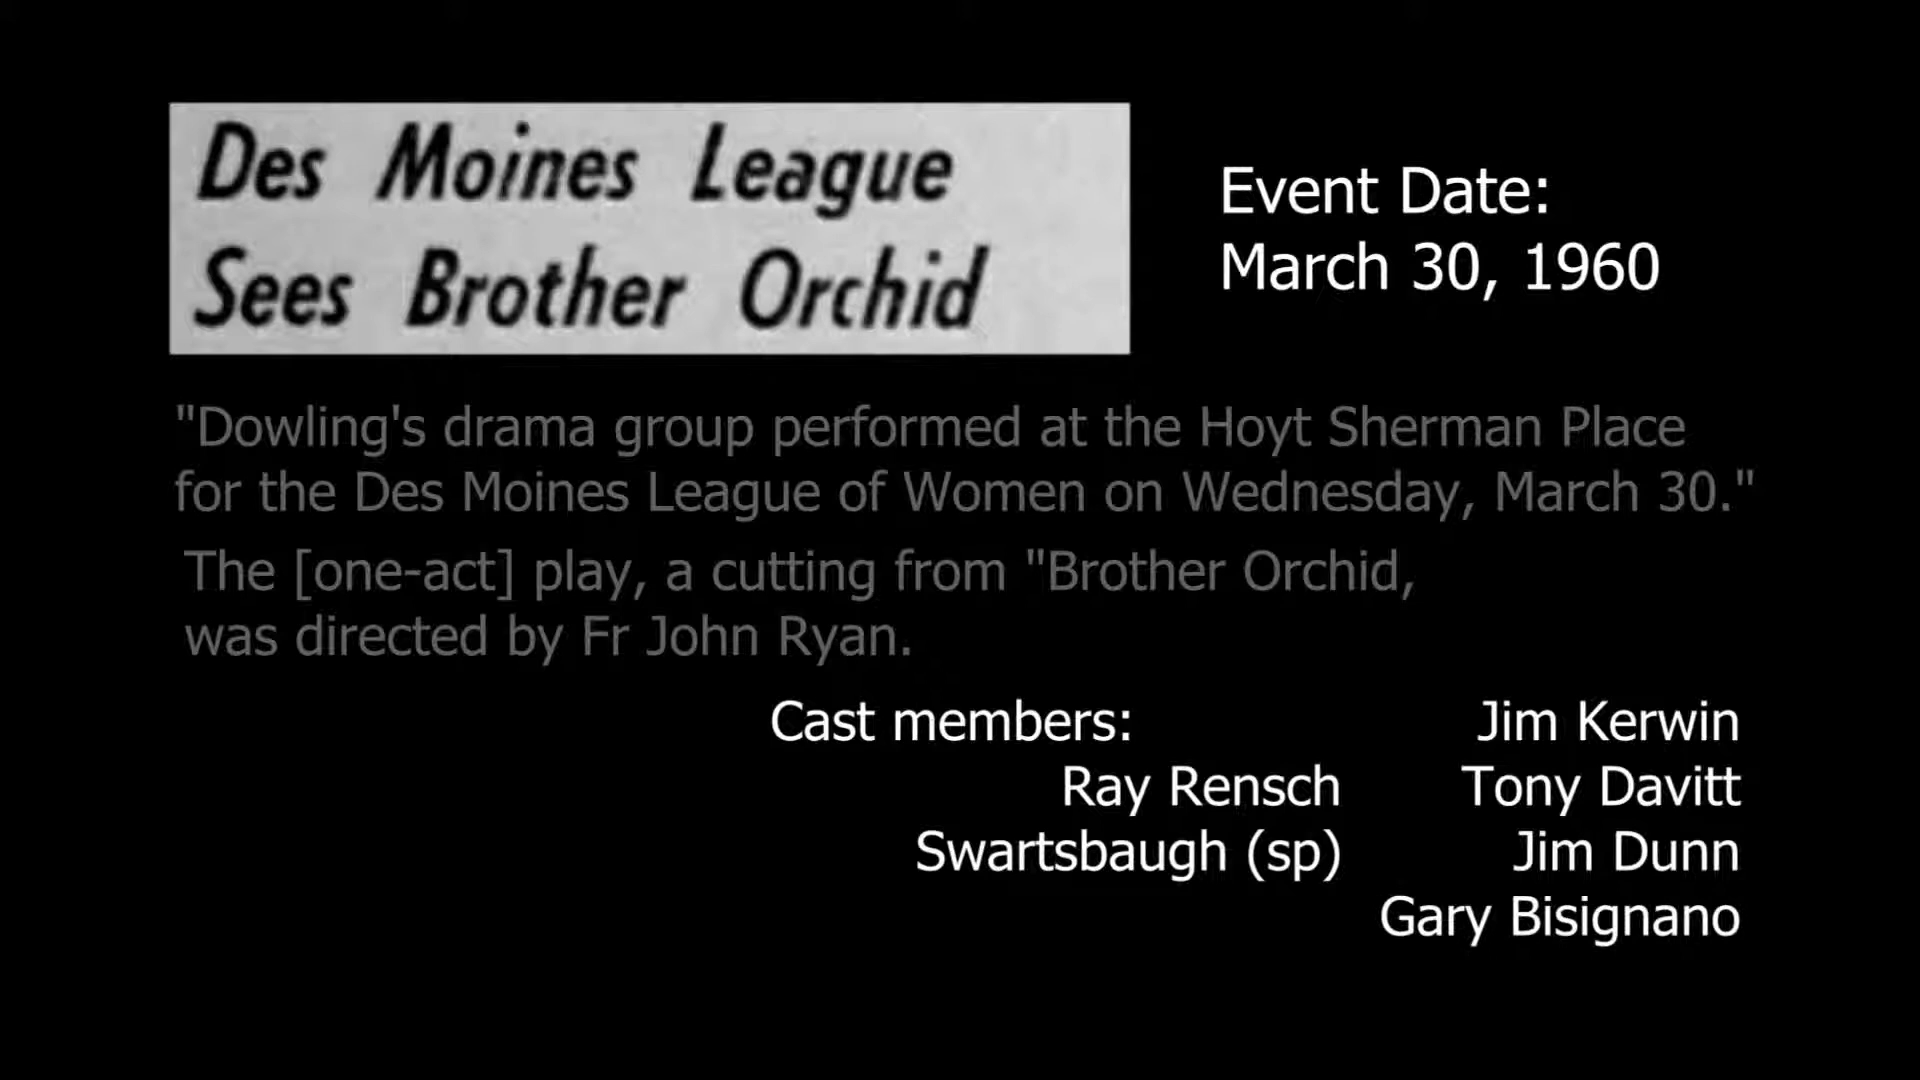 Des Moines League
Sees Brother Orchid
Event Date:
March 30, 1960
"Dowling's drama group performed at the Hoyt Sherman Place
for the Des Moines League of Women on Wednesday, March 30."
The [one-act] play, a cutting from "Brother Orchid,
was directed by Fr John Ryan.
Cast members:
Ray Rensch
Swartsbaugh (sp)
Jim Kerwin
Tony Davitt
Jim Dunn
Gary Bisignano